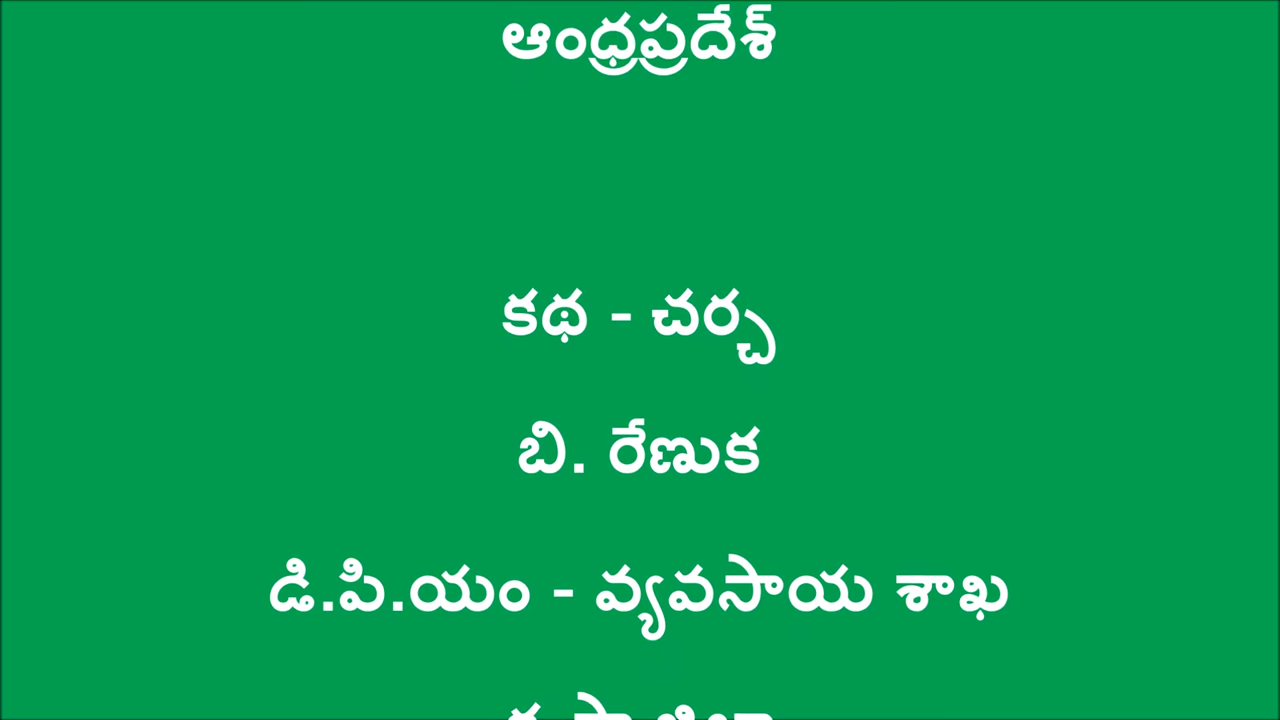 ఆంధ్రప్రదేశ్
కథ - చర్చ
బి. రేణుక
డి.పి.యం - వ్యవసాయ శాఖ